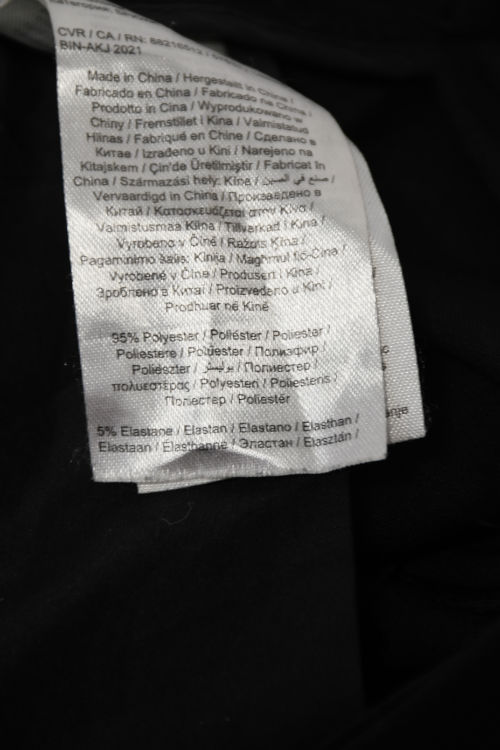 CVR / CA / RN:
BIN-AKJ 2021
Made in China / Hergestellt in China /
Fabricado en China / Fabricado na China /
Prodotto in Cina / Wyprodukowano w
Chiny / Fremstillet i Kina / Valmistatud
Hiinas / Fabriqué en Chine / Сделано в
Китае / Izrađeno u Kini / Narejeno na
Kitajskem / Çin'de Üretilmiştir / Fabricat în
China / Származási hely: Kína / صنع في الصين /
Vervaardigd in China / Произведено в
Китай / Κατασκευάζεται στην Κίνα /
Valmistusmaa Kiina / Tillverkad i Kina /
Vyrobeno v Číně / Ražots Ķīna /
Pagaminimo šalis: Kinija / Magħmul fiċ-Ċina /
Vyrobené v Číne / Produsert i Kina /
Зроблено в Китаї / Proizvedeno u Kini /
Prodhuar në Kinë
95% Polyester / Poliéster / Poliester /
Poliestere / Polüester / Полиэфир /
Poliészter / بوليستر / Полиестер /
πολυεστέρας / Polyesteri / Poliesteris /
Поліестер / Poliestër
5% Elastane / Elastan / Elastano / Elasthan /
Elastaan / Élasthanne / Эластан / Elasztán /